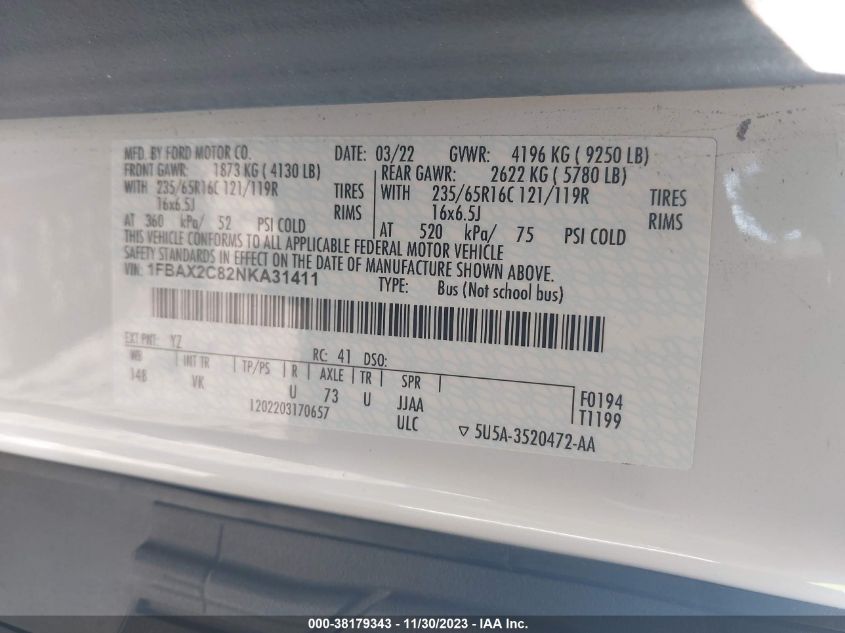 MFD. BY FORD MOTOR CO. DATE: 03/22 GVWR: 4196 KG ( 9250 LB)
FRONT GAWR: 1873 KG ( 4130 LB) REAR GAWR: 2622 KG ( 5780 LB)
WITH 235/65R16C 121/119R TIRES WITH 235/65R16C 121/119R TIRES
16x6.5J RIMS 16x6.5J RIMS
AT 360 kPa/ 52 PSI COLD AT 520 kPa/ 75 PSI COLD
THIS VEHICLE CONFORMS TO ALL APPLICABLE FEDERAL MOTOR VEHICLE
SAFETY STANDARDS IN EFFECT ON THE DATE OF MANUFACTURE SHOWN ABOVE.
VIN: 1FBAX2C82NKA31411
TYPE: Bus (Not school bus)
EXT PNT: YZ RC: 41 DSO:
WB INT TR TP/PS R AXLE TR SPR
148 VK U 73 U JJAA F0194
1202203170657 ULC T1199
▽ 5U5A-3520472-AA
000-38179343 - 11/30/2023 - IAA Inc.